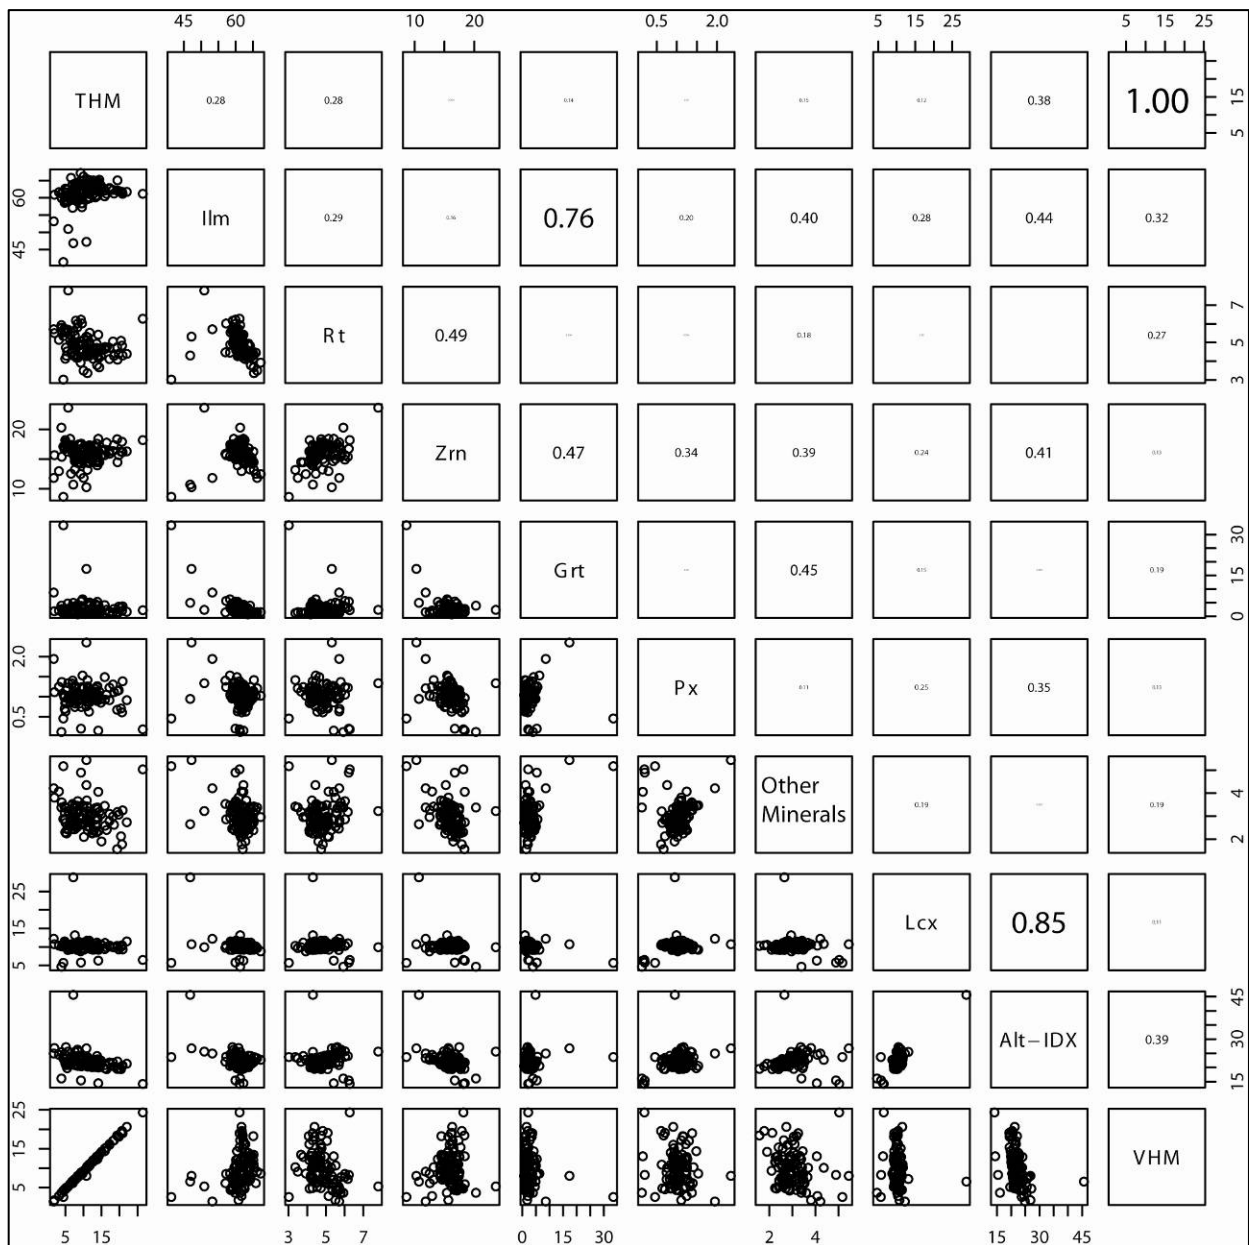 45 60 10 20 0.5 2.0 5 15 25 5 15 25
THM 0.28 0.28 0.14 0.15 0.12 0.38 1.00
5 15
45 60
Ilm 0.29 0.16 0.76 0.20 0.40 0.28 0.44 0.32
Rt 0.49 0.18 0.27
3 5 7
10 20
Zrn 0.47 0.34 0.39 0.24 0.41 0.13
Grt 0.45 0.15 0.19
0 15 30
0.5 2.0
Px 0.11 0.25 0.35
Other
Minerals 0.19 0.19
2 4
5 15 25
Lcx 0.85
Alt-IDX 0.39
15 30 45
5 15 25
VHM
5 15 3 5 7 0 15 30 2 4 15 30 45